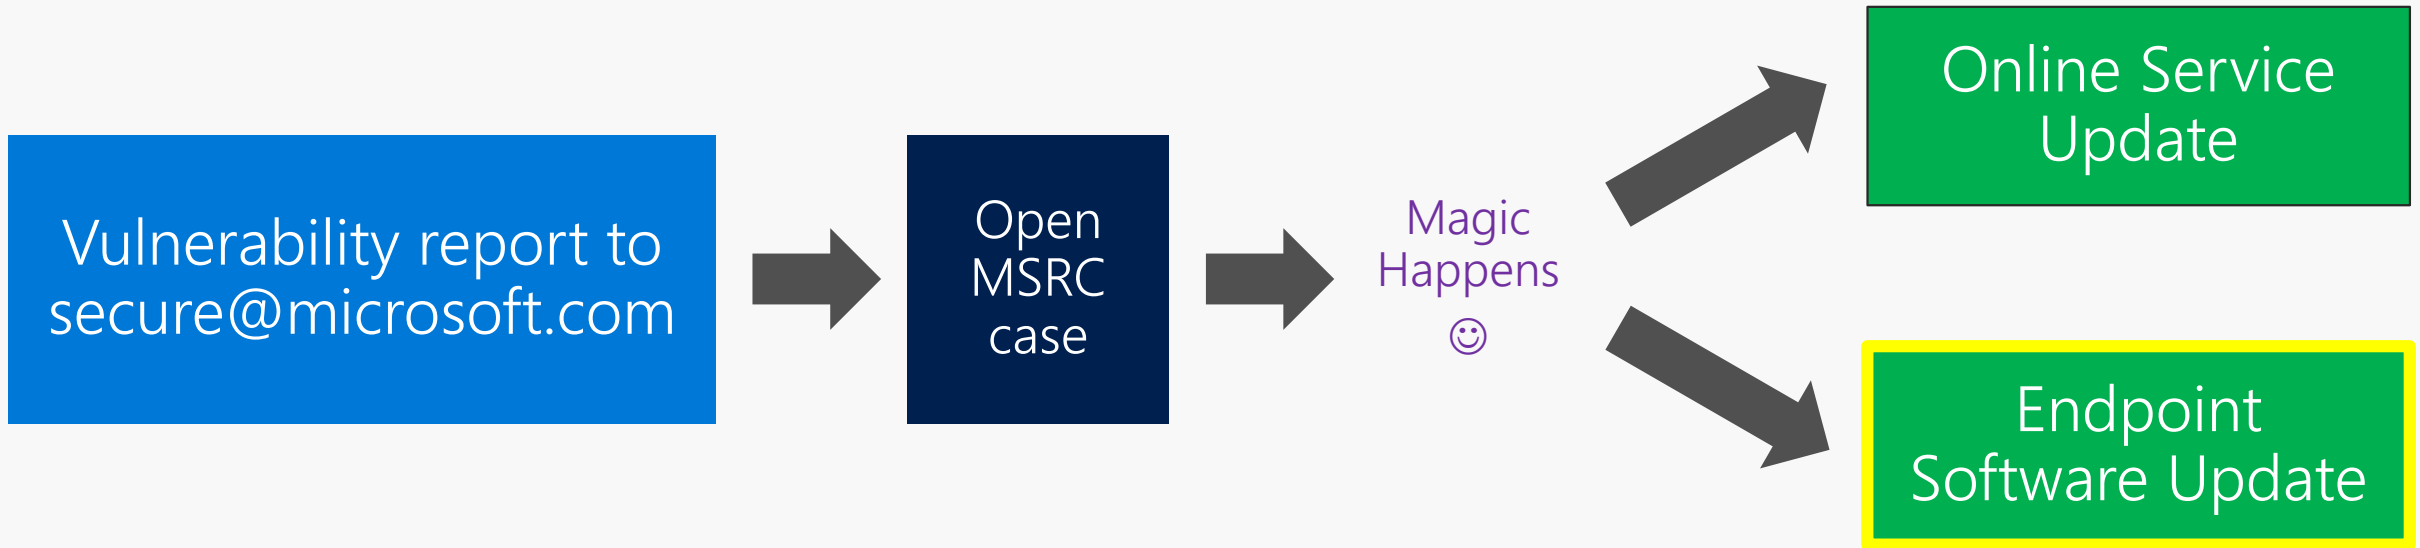 Vulnerability report to
secure@microsoft.com
Open
MSRC
case
Magic
Happens
☺
Online Service
Update
Endpoint
Software Update